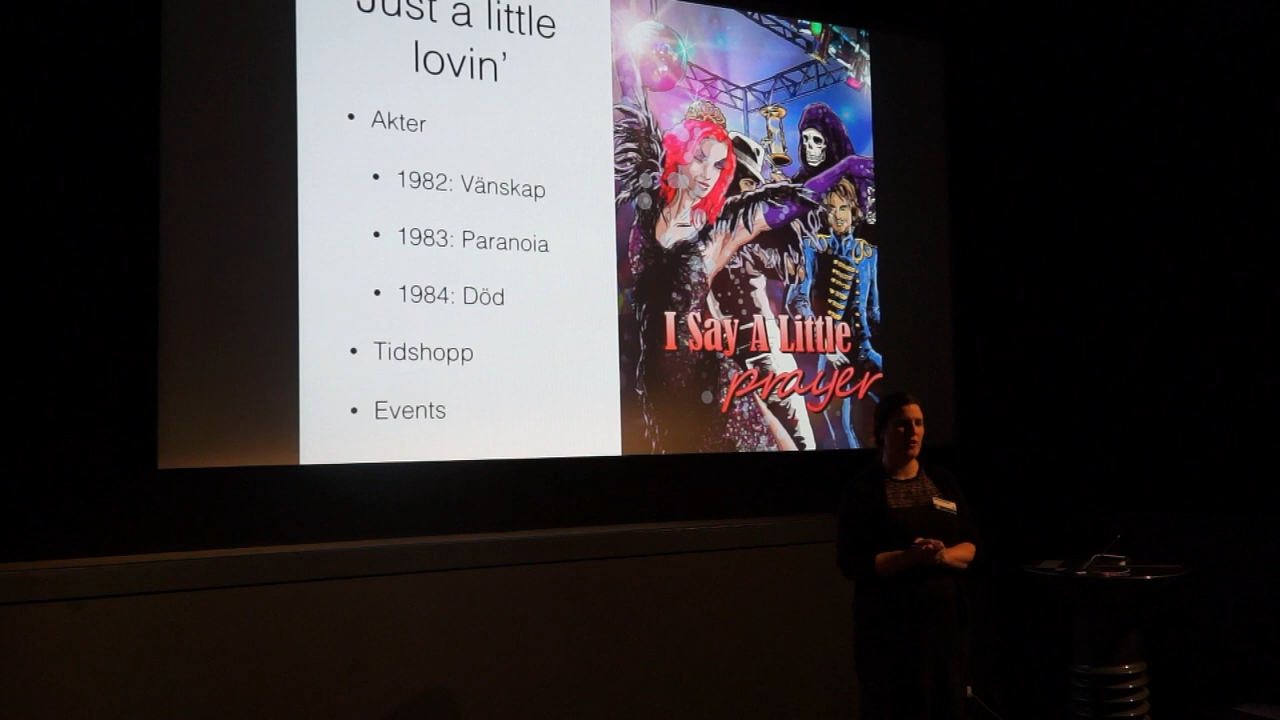 Just a little
lovin'
• Akter
• 1982: Vänskap
• 1983: Paranoia
• 1984: Död
• Tidshopp
• Events
I Say A Little
prayer